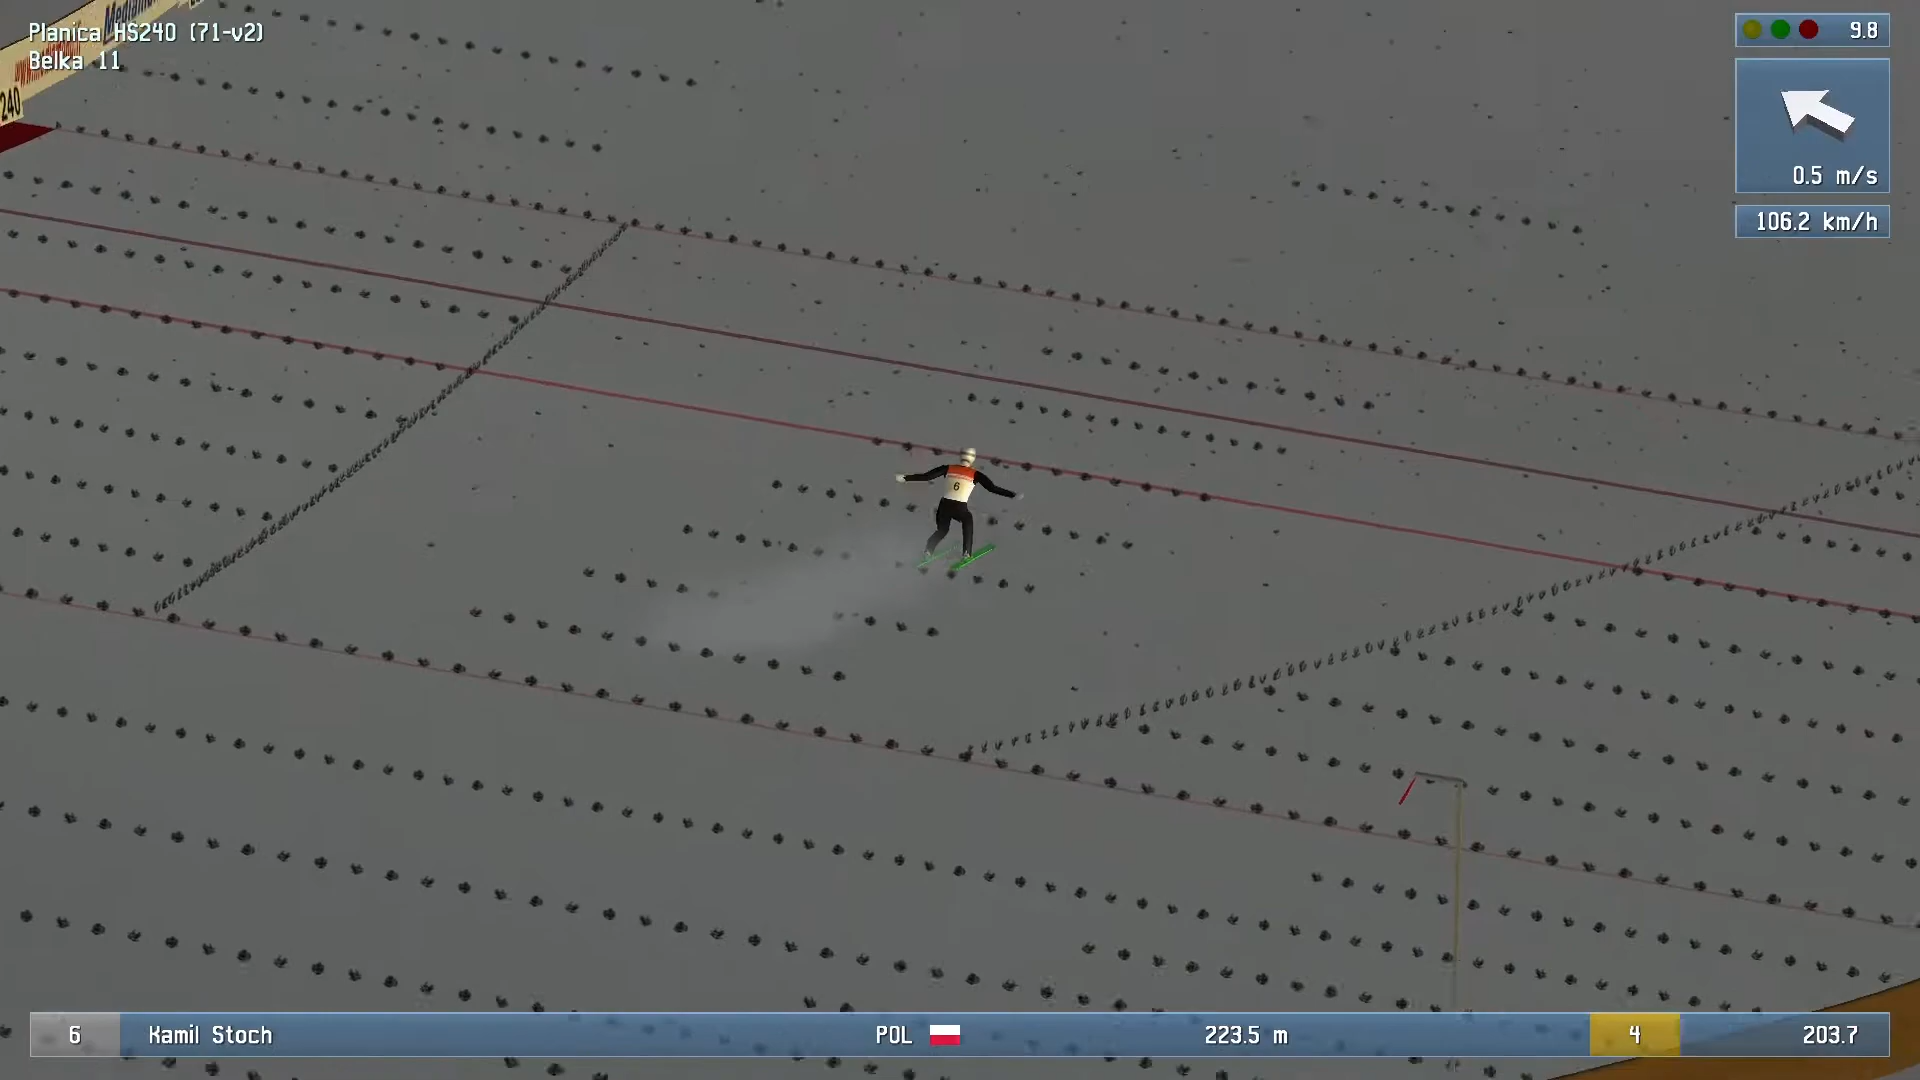 Planica HS240 (71-v2)
Belka 11
240
9.8
0.5 m/s
106.2 km/h
6
6 Kamil Stoch POL 223.5 m 4 203.7